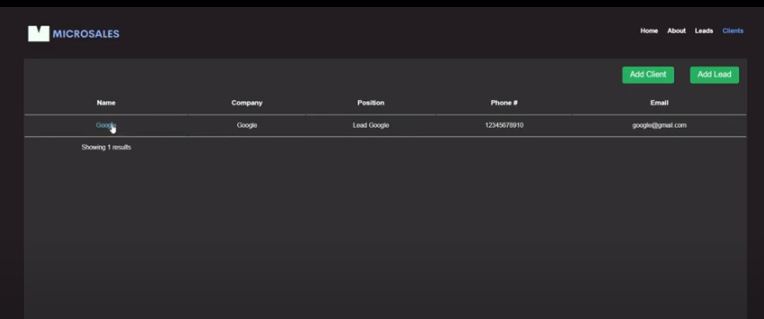 MICROSALES
Home About Leads Clients
Add Client Add Lead
Name Company Position Phone # Email
Google Google Lead Google 12345678910 google@gmail.com
Showing 1 results